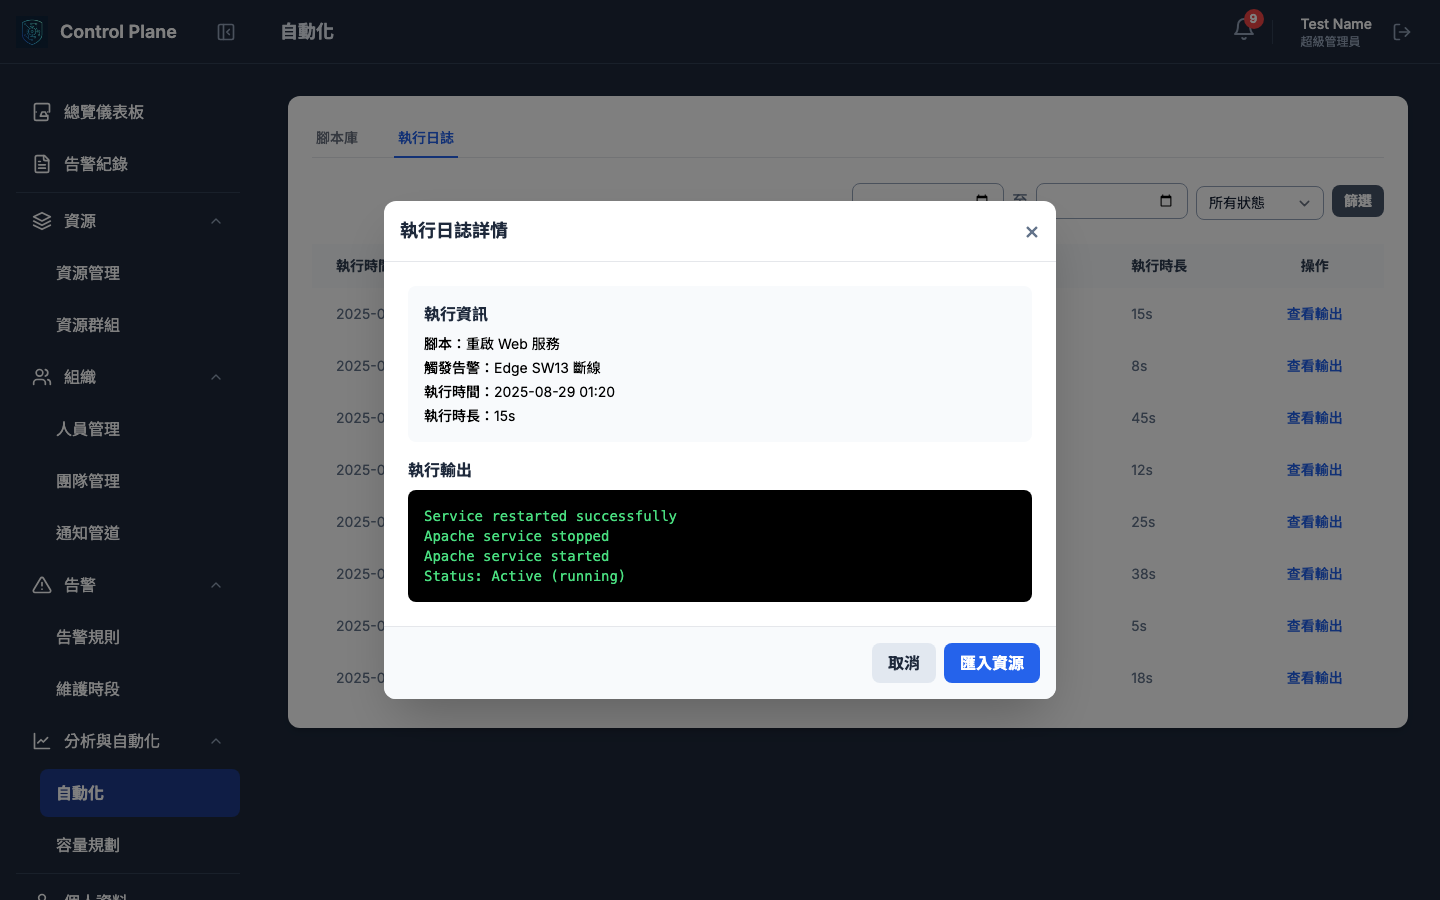 Control Plane
自動化
9
Test Name
超級管理員
總覽儀表板
告警紀錄
資源
資源管理
資源群組
組織
人員管理
團隊管理
通知管道
告警
告警規則
維護時段
分析與自動化
自動化
容量規劃
個人資料
腳本庫
執行日誌
至
所有狀態
篩選
執行時間
執行時長
操作
2025-0
15s
查看輸出
2025-0
8s
查看輸出
2025-0
45s
查看輸出
2025-0
12s
查看輸出
2025-0
25s
查看輸出
2025-0
38s
查看輸出
2025-0
5s
查看輸出
2025-0
18s
查看輸出
執行日誌詳情
執行資訊
腳本：重啟 Web 服務
觸發告警：Edge SW13 斷線
執行時間：2025-08-29 01:20
執行時長：15s
執行輸出
Service restarted successfully
Apache service stopped
Apache service started
Status: Active (running)
取消
匯入資源